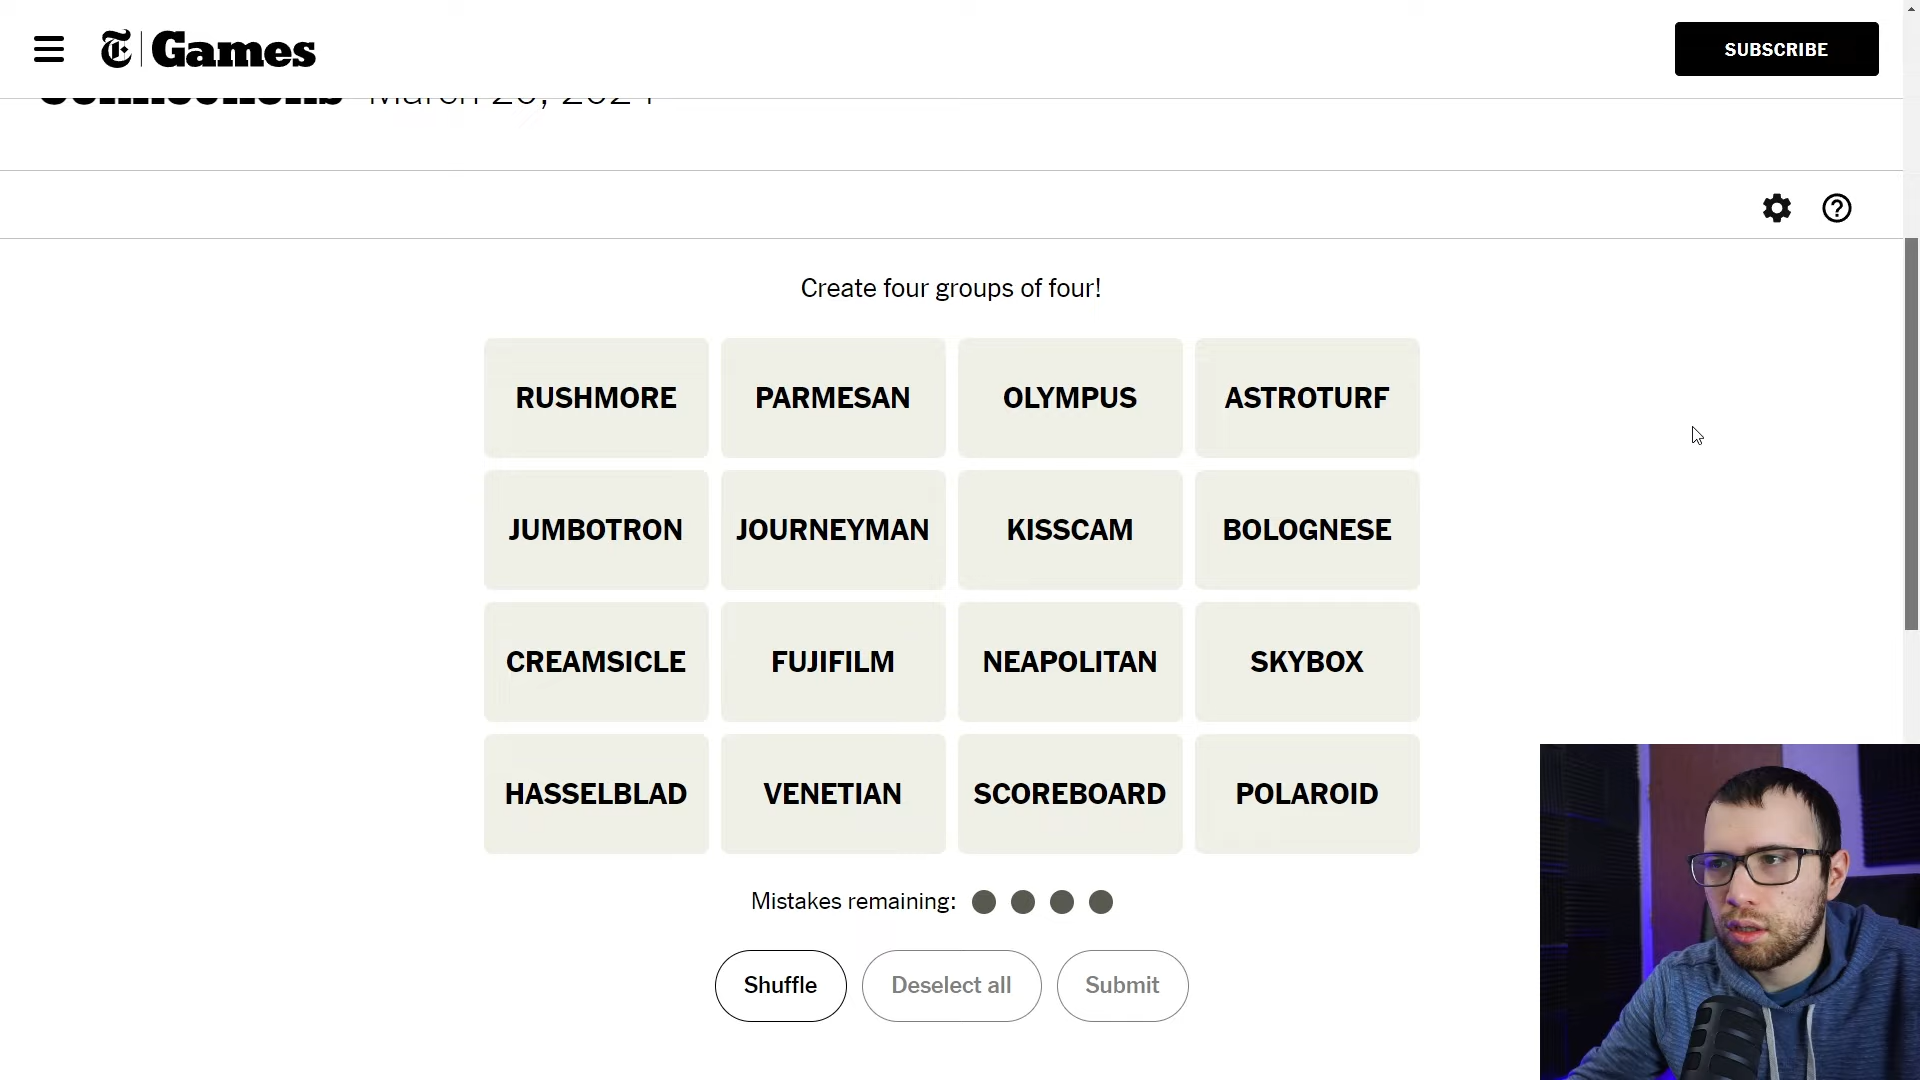 Games
SUBSCRIBE
Create four groups of four!
RUSHMORE PARMESAN OLYMPUS ASTROTURF
JUMBOTRON JOURNEYMAN KISSCAM BOLOGNESE
CREAMSICLE FUJIFILM NEAPOLITAN SKYBOX
HASSELBLAD VENETIAN SCOREBOARD POLAROID
Mistakes remaining:
Shuffle Deselect all Submit